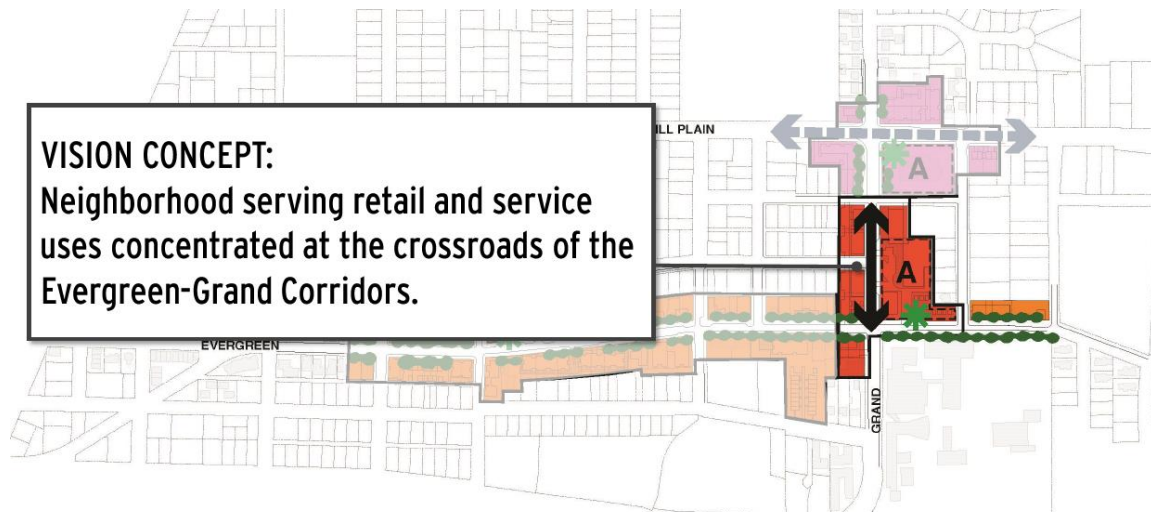 VISION CONCEPT:
Neighborhood serving retail and service
uses concentrated at the crossroads of the
Evergreen-Grand Corridors.
ILL PLAIN
A
A
EVERGREEN
GRAND